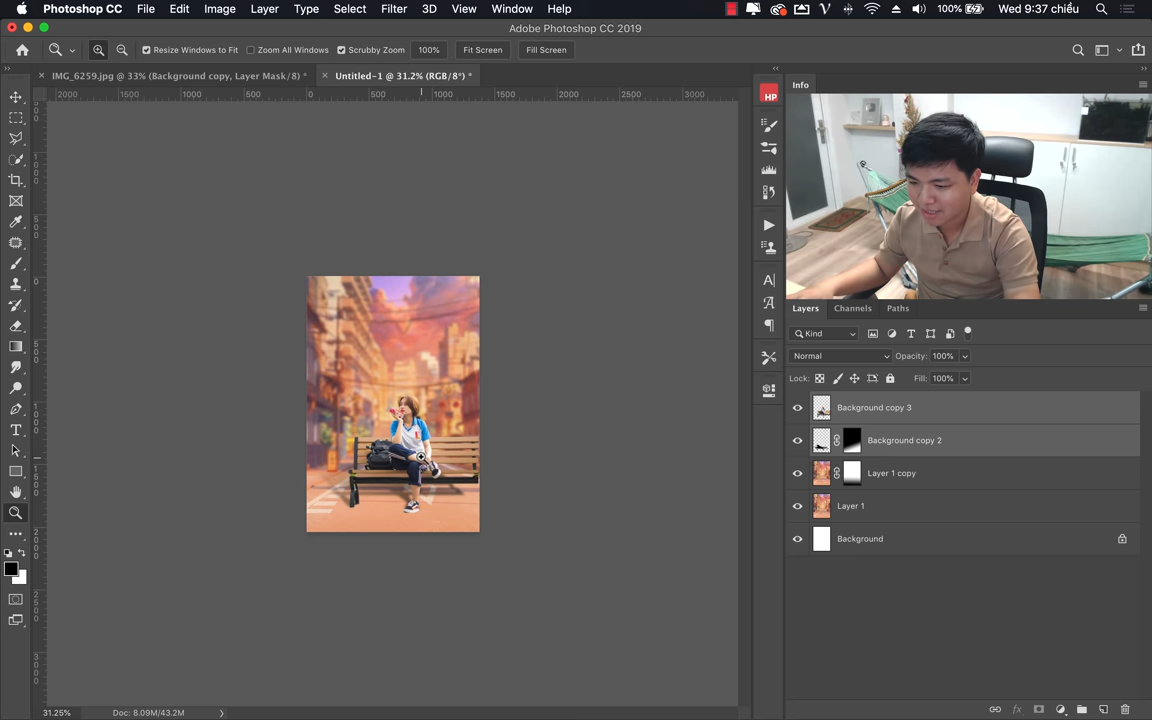 Photoshop CC File Edit Image Layer Type Select Filter 3D View Window Help 100% Wed 9:37 chiều
Adobe Photoshop CC 2019
Resize Windows to Fit Zoom All Windows Scrubby Zoom 100% Fit Screen Fill Screen
IMG_6259.jpg @ 33% (Background copy, Layer Mask/8) * Untitled-1 @ 31.2% (RGB/8*) *
2000 1500 1000 500 0 500 1000 1500 2000 2500 3000
HP
Info
Layers Channels Paths
Kind
Normal Opacity: 100%
Lock: Fill: 100%
Background copy 3
Background copy 2
Layer 1 copy
Layer 1
Background
31.25% Doc: 8.09M/43.2M